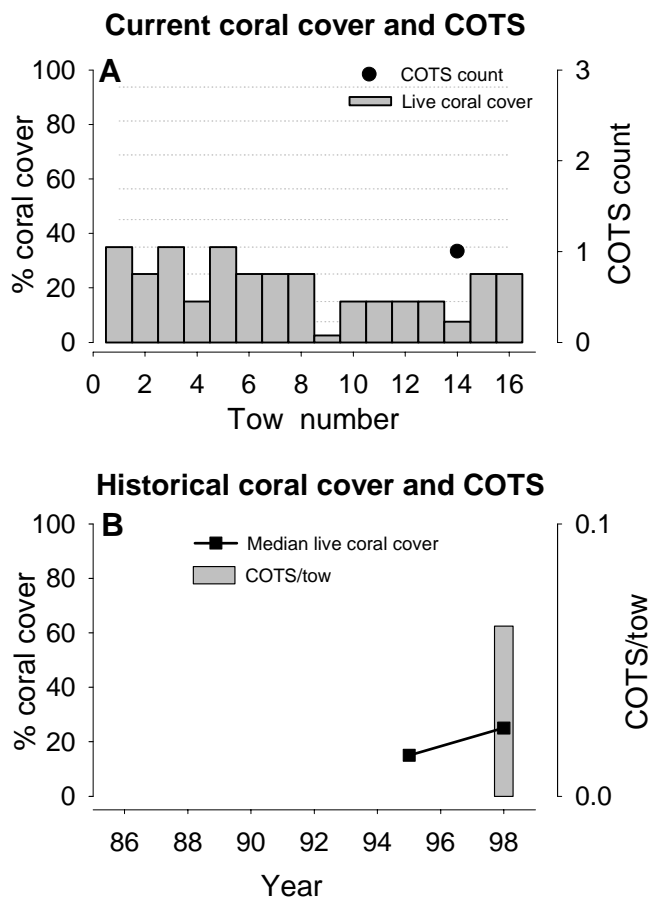 Current coral cover and COTS
A
COTS count
Live coral cover
% coral cover
100
80
60
40
20
0
COTS count
3
2
1
0
0 2 4 6 8 10 12 14 16
Tow number
Historical coral cover and COTS
B
Median live coral cover
COTS/tow
% coral cover
100
80
60
40
20
0
COTS/tow
0.1
0.0
86 88 90 92 94 96 98
Year